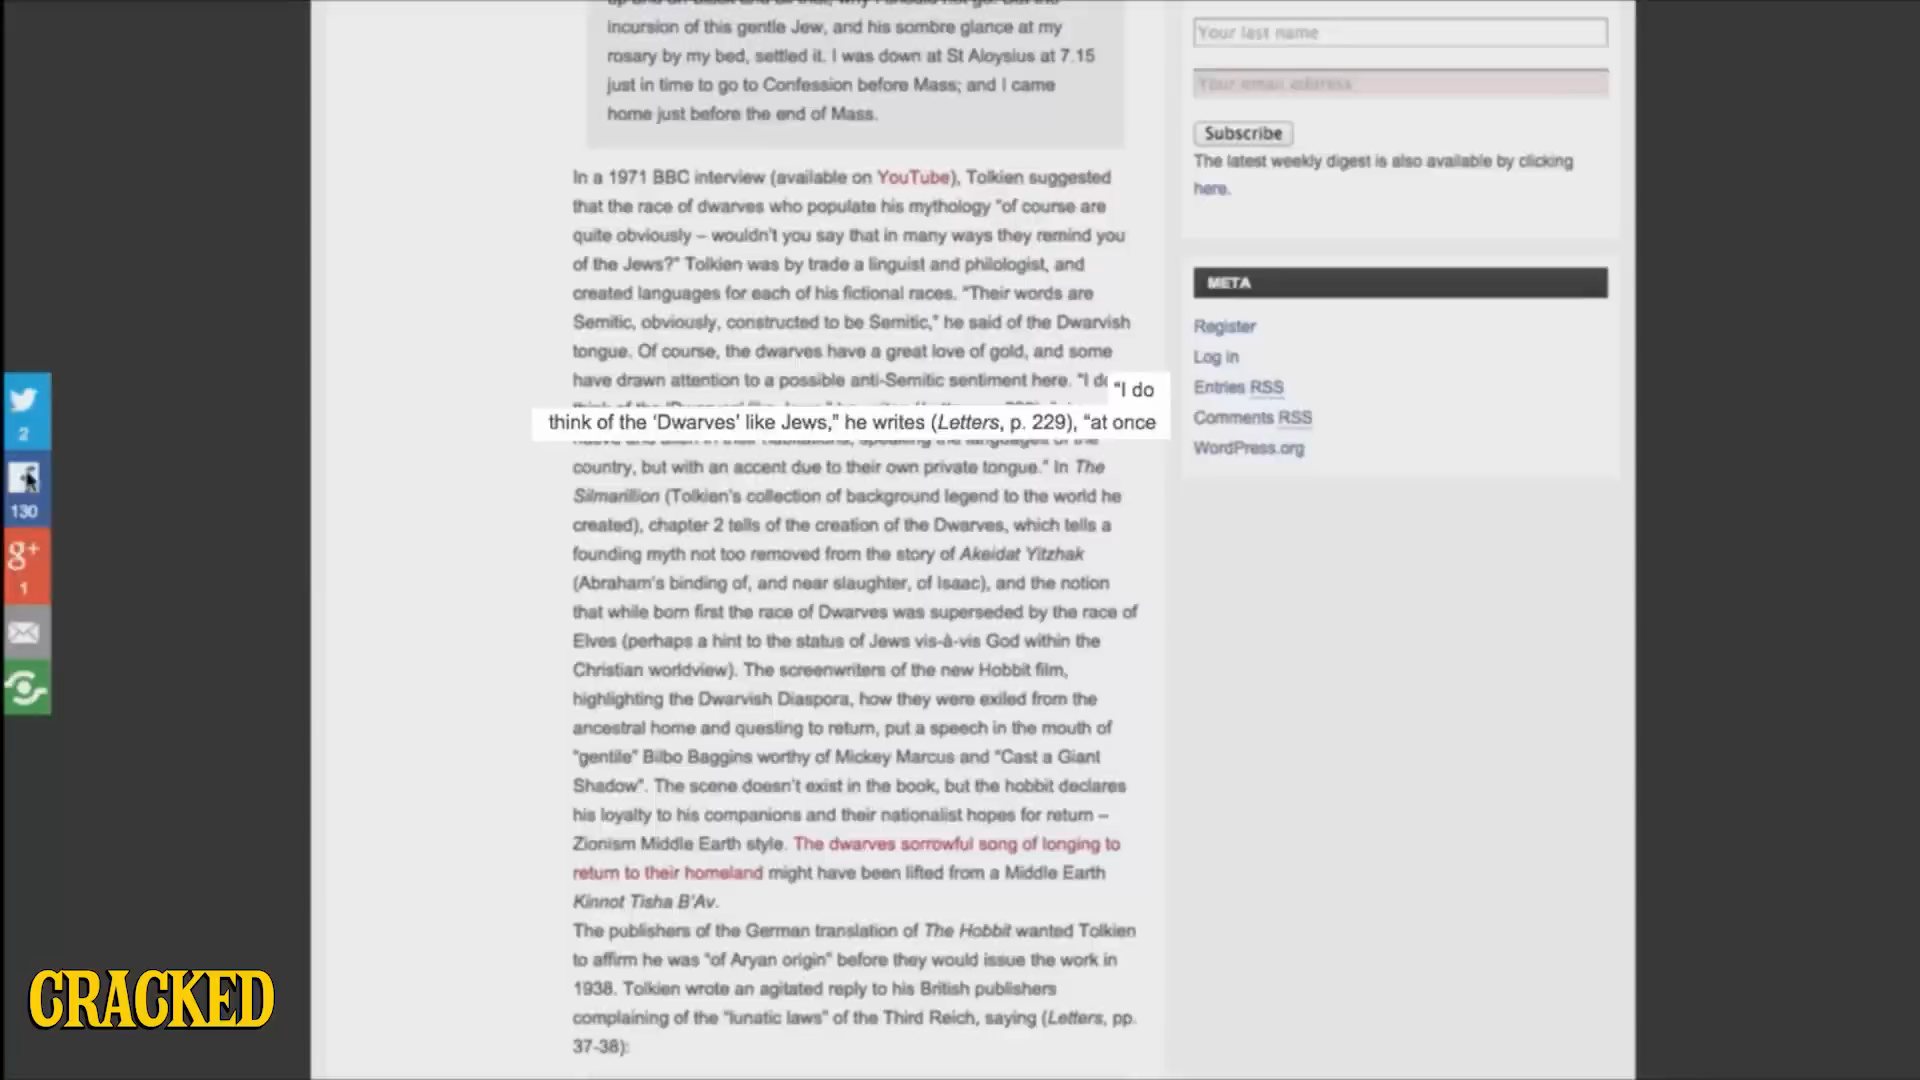 incursion of this gentle Jew, and his sombre glance at my
rosary by my bed, settled it. I was down at St Aloysius at 7.15
just in time to go to Confession before Mass; and I came
home just before the end of Mass.
In a 1971 BBC interview (available on YouTube), Tolkien suggested
that the race of dwarves who populate his mythology "of course are
quite obviously – wouldn't you say that in many ways they remind you
of the Jews?" Tolkien was by trade a linguist and philologist, and
created languages for each of his fictional races. "Their words are
Semitic, obviously, constructed to be Semitic," he said of the Dwarvish
tongue. Of course, the dwarves have a great love of gold, and some
have drawn attention to a possible anti-Semitic sentiment here. "I do
"I do
think of the 'Dwarves' like Jews," he writes (Letters, p. 229), "at once
country, but with an accent due to their own private tongue." In The
Silmarillion (Tolkien's collection of background legend to the world he
created), chapter 2 tells of the creation of the Dwarves, which tells a
founding myth not too removed from the story of Akeidat Yitzhak
(Abraham's binding of, and near slaughter, of Isaac), and the notion
that while born first the race of Dwarves was superseded by the race of
Elves (perhaps a hint to the status of Jews vis-à-vis God within the
Christian worldview). The screenwriters of the new Hobbit film,
highlighting the Dwarvish Diaspora, how they were exiled from the
ancestral home and questing to return, put a speech in the mouth of
"gentile" Bilbo Baggins worthy of Mickey Marcus and "Cast a Giant
Shadow". The scene doesn't exist in the book, but the hobbit declares
his loyalty to his companions and their nationalist hopes for return –
Zionism Middle Earth style. The dwarves sorrowful song of longing to
return to their homeland might have been lifted from a Middle Earth
Kinnot Tisha B'Av.
The publishers of the German translation of The Hobbit wanted Tolkien
to affirm he was "of Aryan origin" before they would issue the work in
1938. Tolkien wrote an agitated reply to his British publishers
complaining of the "lunatic laws" of the Third Reich, saying (Letters, pp.
37-38):
Your last name
Your email address
Subscribe
The latest weekly digest is also available by clicking
here.
META
Register
Log in
Entries RSS
Comments RSS
WordPress.org
2
130
g+
1
CRACKED